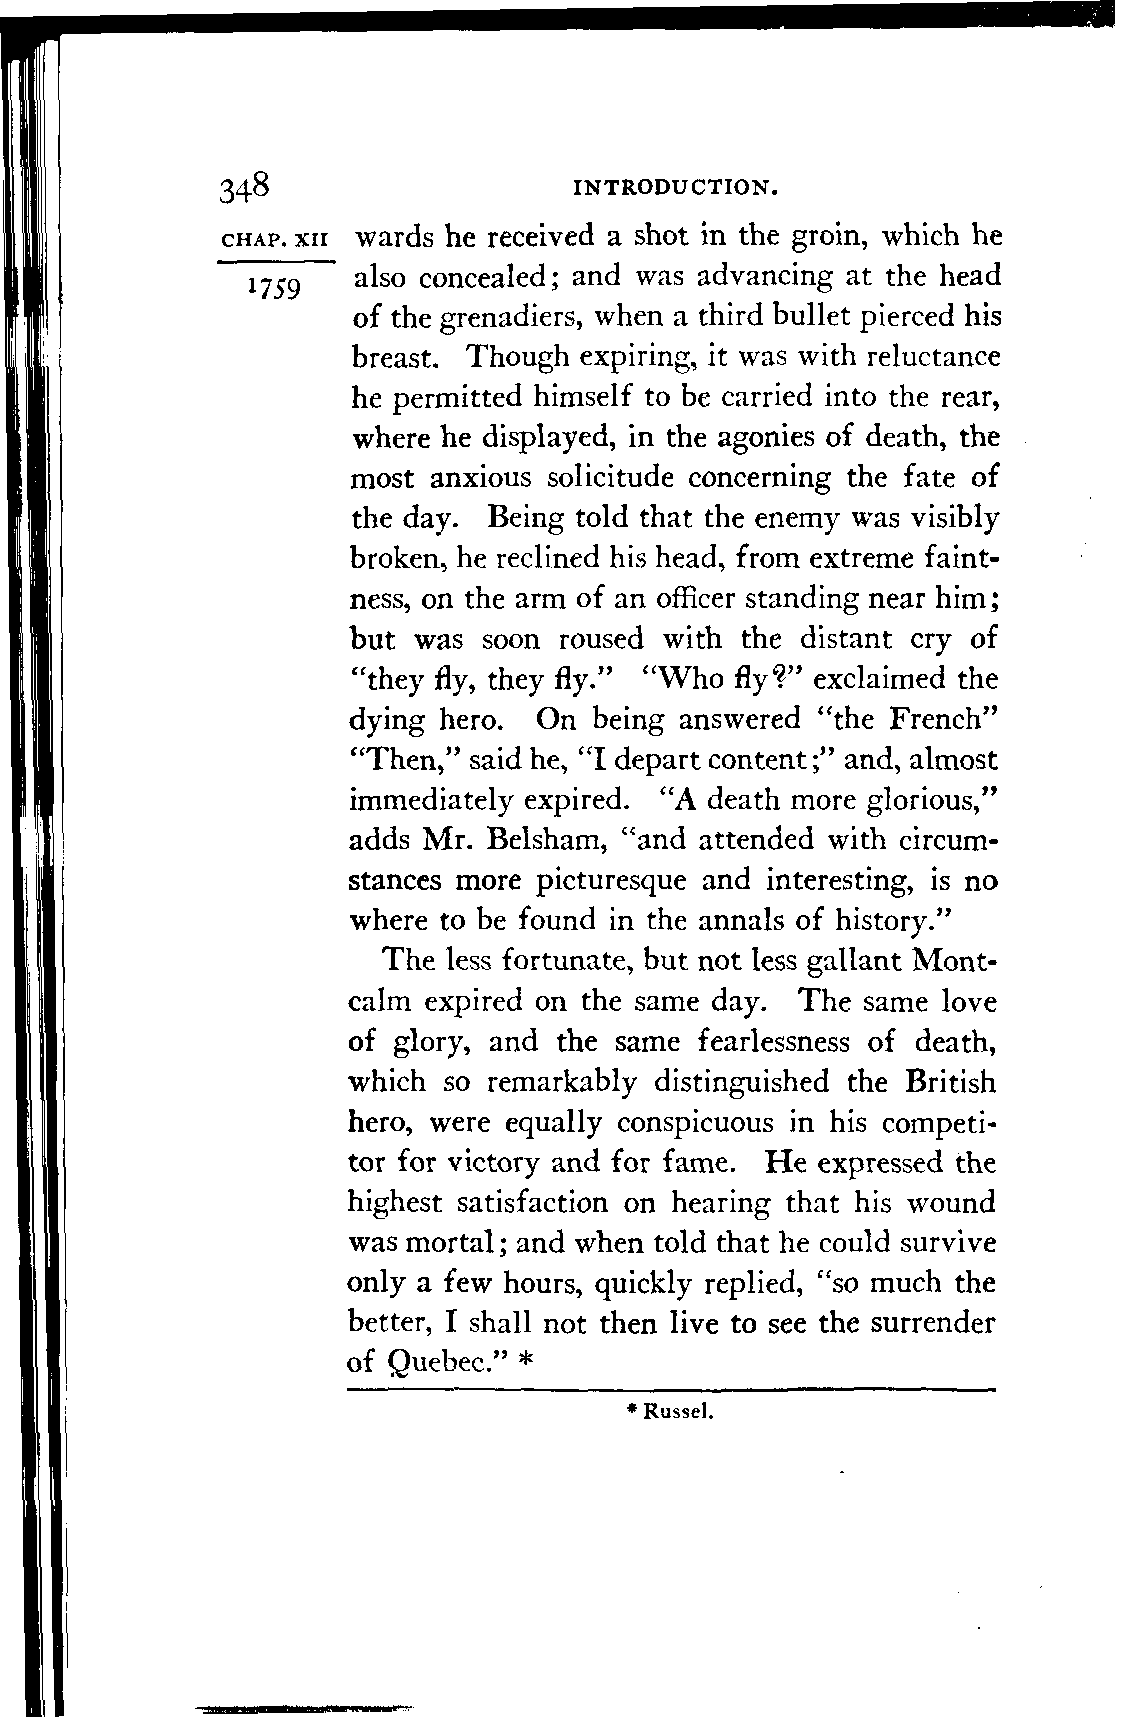 348 INTRODUCTION.
CHAP. XII wards he received a shot in the groin, which he
1759 also concealed; and was advancing at the head
of the grenadiers, when a third bullet pierced his
breast. Though expiring, it was with reluctance
he permitted himself to be carried into the rear,
where he displayed, in the agonies of death, the
most anxious solicitude concerning the fate of
the day. Being told that the enemy was visibly
broken, he reclined his head, from extreme faint-
ness, on the arm of an officer standing near him;
but was soon roused with the distant cry of
“they fly, they fly.” “Who fly?” exclaimed the
dying hero. On being answered “the French”
“Then,” said he, “I depart content;” and, almost
immediately expired. “A death more glorious,”
adds Mr. Belsham, “and attended with circum-
stances more picturesque and interesting, is no
where to be found in the annals of history.”
The less fortunate, but not less gallant Mont-
calm expired on the same day. The same love
of glory, and the same fearlessness of death,
which so remarkably distinguished the British
hero, were equally conspicuous in his competi-
tor for victory and for fame. He expressed the
highest satisfaction on hearing that his wound
was mortal; and when told that he could survive
only a few hours, quickly replied, “so much the
better, I shall not then live to see the surrender
of Quebec.” *
* Russel.